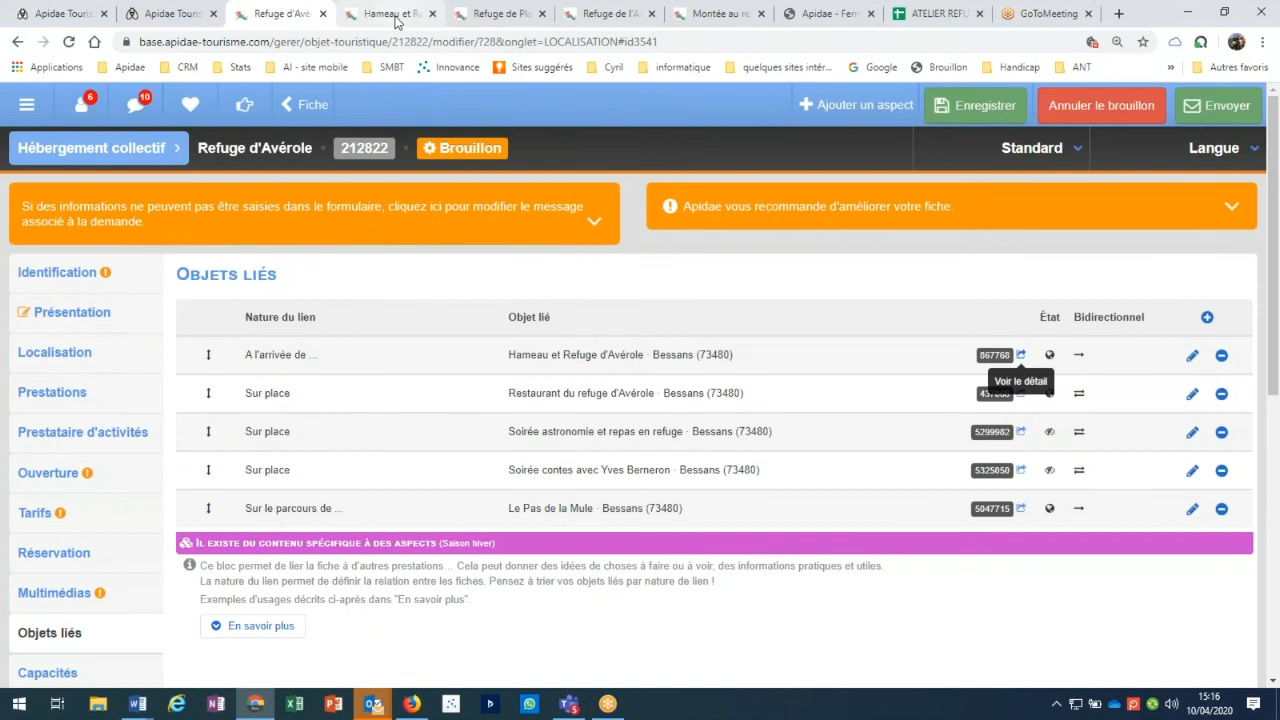 Apidae Touris
Apidae Touris
Refuge d'Avér
Hameau et R
Refuge de Pl
Refuge de l'A
Montée au re
Apidae - Ferm
ATELIER REFU
GoToMeeting
base.apidae-tourisme.com/gerer/objet-touristique/212822/modifier/?28&onglet=LOCALISATION#id3541
Applications
Apidae
CRM
Stats
AI - site mobile
SMBT
Innovance
Sites suggérés
Cyril
informatique
quelques sites intér...
Google
Brouillon
Handicap
ANT
»
Autres favoris
6
10
Fiche
Ajouter un aspect
Enregistrer
Annuler le brouillon
Envoyer
Hébergement collectif
Refuge d'Avérole
212822
Brouillon
Standard
Langue
Si des informations ne peuvent pas être saisies dans le formulaire, cliquez ici pour modifier le message
associé à la demande.
Apidae vous recommande d'améliorer votre fiche.
Identification
Présentation
Localisation
Prestations
Prestataire d'activités
Ouverture
Tarifs
Réservation
Multimédias
Objets liés
Capacités
OBJETS LIÉS
Nature du lien Objet lié État Bidirectionnel
A l'arrivée de ... Hameau et Refuge d'Avérole - Bessans (73480) 867768
Voir le détail
Sur place Restaurant du refuge d'Avérole - Bessans (73480)
Sur place Soirée astronomie et repas en refuge - Bessans (73480) 5299982
Sur place Soirée contes avec Yves Berneron - Bessans (73480) 5325050
Sur le parcours de ... Le Pas de la Mule - Bessans (73480) 5047715
IL EXISTE DU CONTENU SPÉCIFIQUE À DES ASPECTS (Saison hiver)
Ce bloc permet de lier la fiche à d'autres prestations... Cela peut donner des idées de choses à faire ou à voir, des informations pratiques et utiles.
La nature du lien permet de définir la relation entre les fiches. Pensez à trier vos objets liés par nature de lien !
Exemples d'usages décrits ci-après dans "En savoir plus".
En savoir plus
15:16
10/04/2020